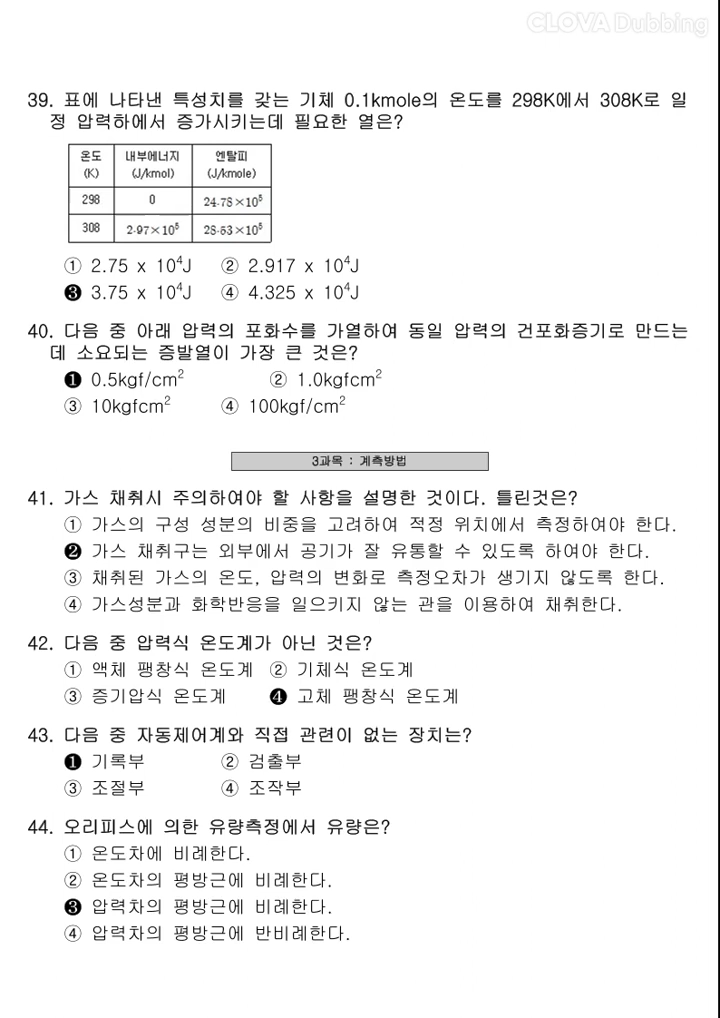 CLOVA Dubbing
39. 표에 나타낸 특성치를 갖는 기체 0.1kmole의 온도를 298K에서 308K로 일
정 압력하에서 증가시키는데 필요한 열은?
온도 내부에너지 엔탈피
(K) (J/kmol) (J/kmole)
298 0 24.78×10⁵
308 2.97×10⁵ 28.53×10⁵
① 2.75 x 10⁴J ② 2.917 x 10⁴J
❸ 3.75 x 10⁴J ④ 4.325 x 10⁴J
40. 다음 중 아래 압력의 포화수를 가열하여 동일 압력의 건포화증기로 만드는
데 소요되는 증발열이 가장 큰 것은?
❶ 0.5kgf/cm² ② 1.0kgfcm²
③ 10kgfcm² ④ 100kgf/cm²
3과목 : 계측방법
41. 가스 채취시 주의하여야 할 사항을 설명한 것이다. 틀린것은?
① 가스의 구성 성분의 비중을 고려하여 적정 위치에서 측정하여야 한다.
❷ 가스 채취구는 외부에서 공기가 잘 유통할 수 있도록 하여야 한다.
③ 채취된 가스의 온도, 압력의 변화로 측정오차가 생기지 않도록 한다.
④ 가스성분과 화학반응을 일으키지 않는 관을 이용하여 채취한다.
42. 다음 중 압력식 온도계가 아닌 것은?
① 액체 팽창식 온도계 ② 기체식 온도계
③ 증기압식 온도계 ❹ 고체 팽창식 온도계
43. 다음 중 자동제어계와 직접 관련이 없는 장치는?
❶ 기록부 ② 검출부
③ 조절부 ④ 조작부
44. 오리피스에 의한 유량측정에서 유량은?
① 온도차에 비례한다.
② 온도차의 평방근에 비례한다.
❸ 압력차의 평방근에 비례한다.
④ 압력차의 평방근에 반비례한다.